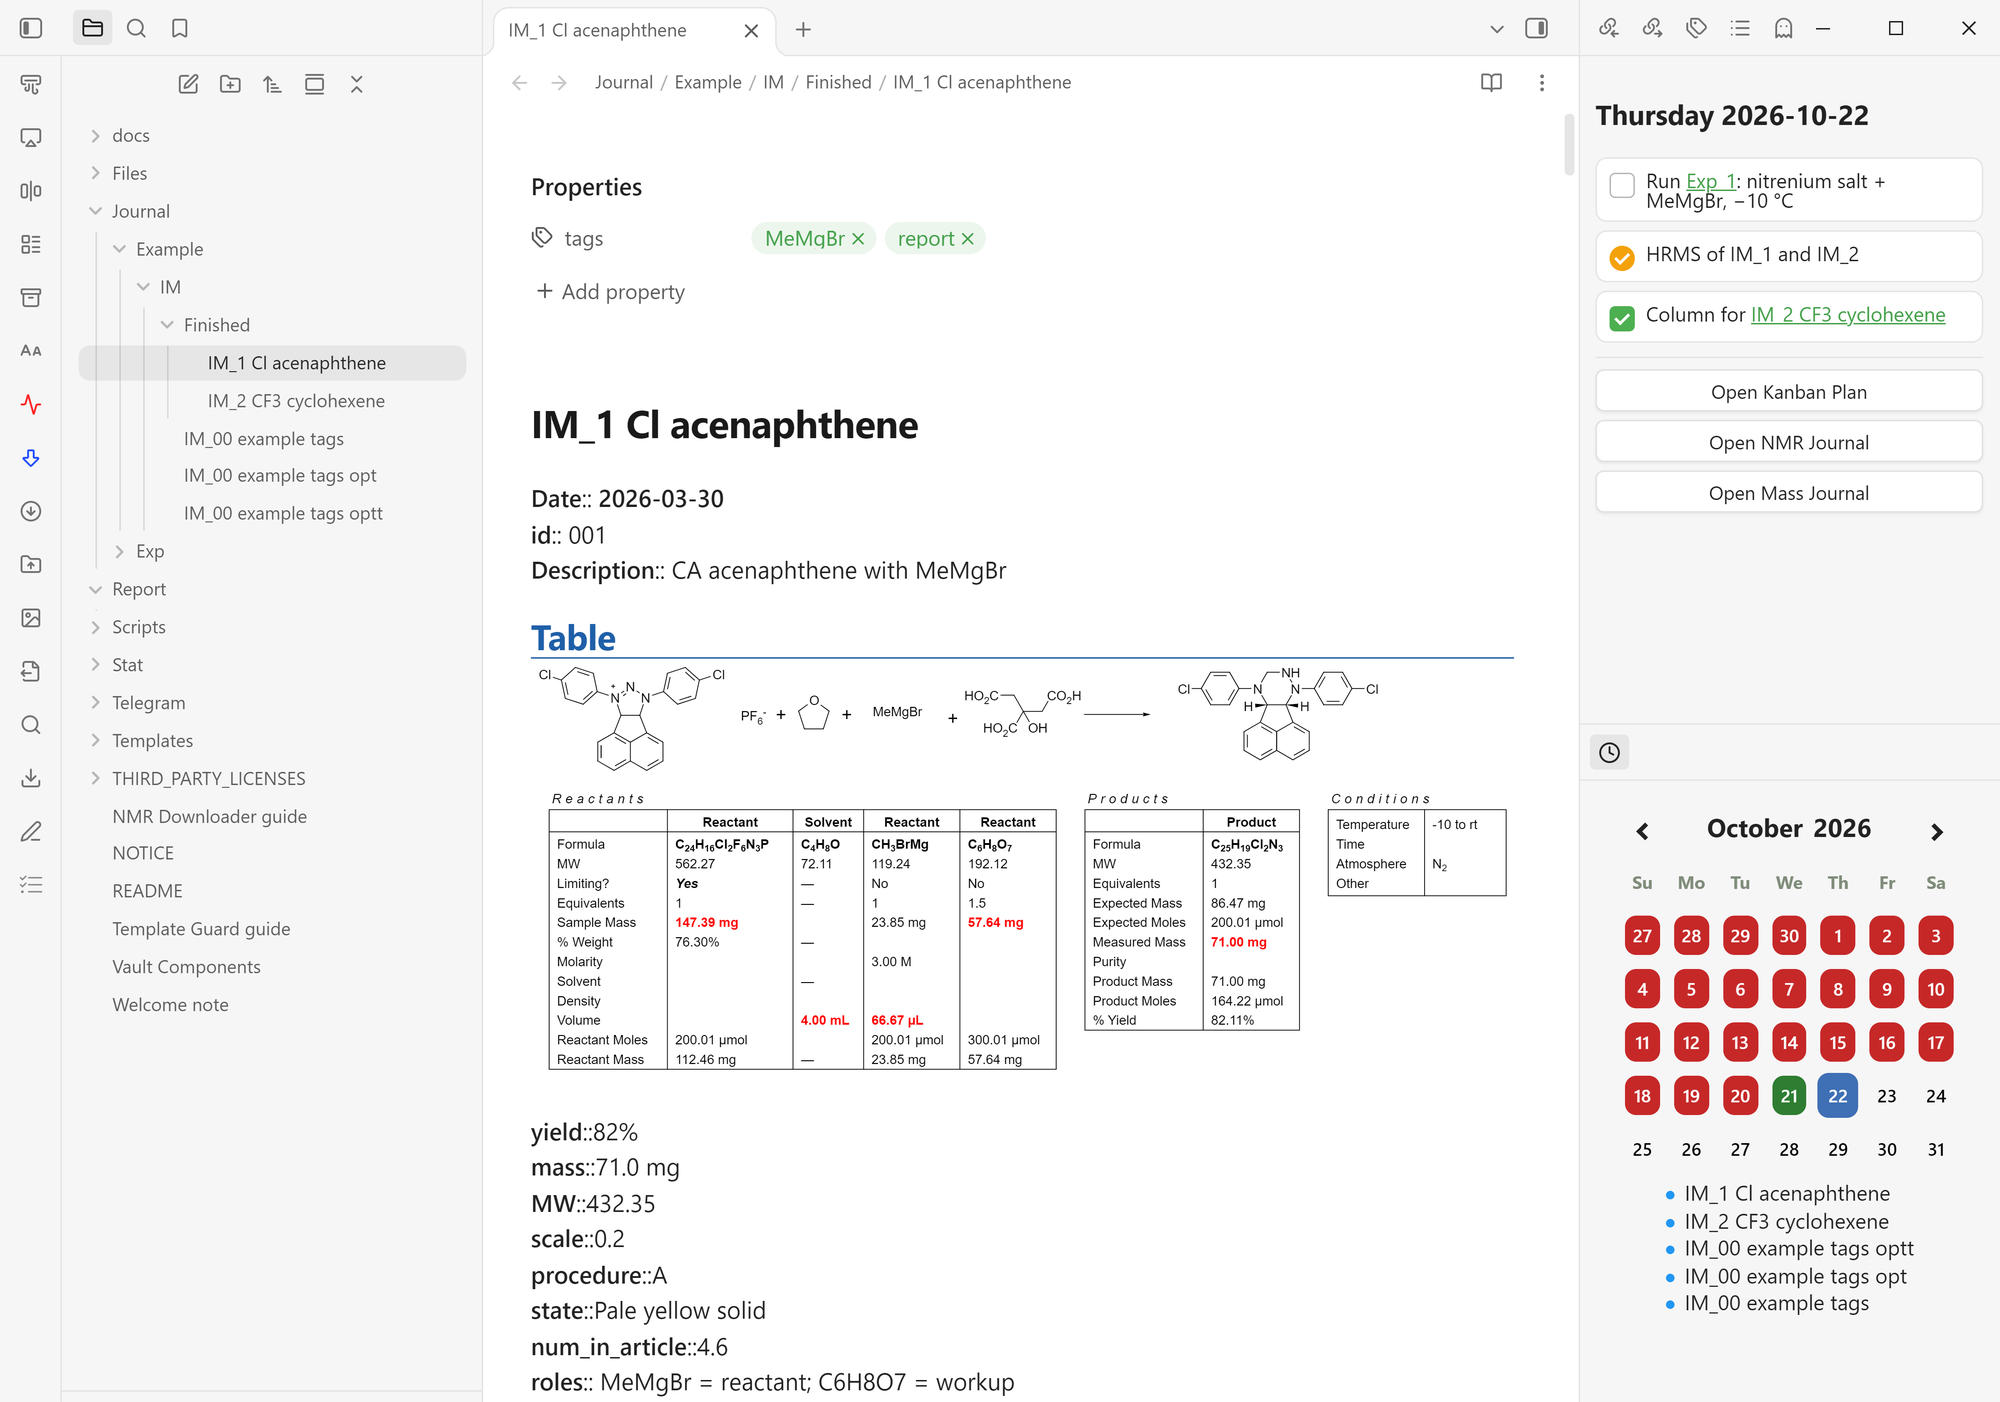 IM_1 Cl acenaphthene
Journal / Example / IM / Finished / IM_1 Cl acenaphthene
docs
Files
Journal
Example
IM
Finished
IM_1 Cl acenaphthene
IM_2 CF3 cyclohexene
IM_00 example tags
IM_00 example tags opt
IM_00 example tags optt
Exp
Report
Scripts
Stat
Telegram
Templates
THIRD_PARTY_LICENSES
NMR Downloader guide
NOTICE
README
Template Guard guide
Vault Components
Welcome note
Properties
tags MeMgBr × report ×
+ Add property
IM_1 Cl acenaphthene
Date:: 2026-03-30
id:: 001
Description:: CA acenaphthene with MeMgBr
Table
Cl N+ N N Cl PF6- + O + MeMgBr + HO2C CO2H HO2C OH Cl N NH N Cl H H
Reactants
Reactant Solvent Reactant Reactant
Formula C24H16Cl2F6N3P C4H8O CH3BrMg C6H8O7
MW 562.27 72.11 119.24 192.12
Limiting? Yes — No No
Equivalents 1 — 1 1.5
Sample Mass 147.39 mg 23.85 mg 57.64 mg
% Weight 76.30% —
Molarity 3.00 M
Solvent —
Density
Volume 4.00 mL 66.67 µL
Reactant Moles 200.01 µmol 200.01 µmol 300.01 µmol
Reactant Mass 112.46 mg — 23.85 mg 57.64 mg
Products
Product
Formula C25H19Cl2N3
MW 432.35
Equivalents 1
Expected Mass 86.47 mg
Expected Moles 200.01 µmol
Measured Mass 71.00 mg
Purity
Product Mass 71.00 mg
Product Moles 164.22 µmol
% Yield 82.11%
Conditions
Temperature -10 to rt
Time
Atmosphere N2
Other
yield::82%
mass::71.0 mg
MW::432.35
scale::0.2
procedure::A
state::Pale yellow solid
num_in_article::4.6
roles:: MeMgBr = reactant; C6H8O7 = workup
Thursday 2026-10-22
Run Exp_1: nitrenium salt +
MeMgBr, −10 °C
HRMS of IM_1 and IM_2
Column for IM_2 CF3 cyclohexene
Open Kanban Plan
Open NMR Journal
Open Mass Journal
October 2026
Su Mo Tu We Th Fr Sa
27 28 29 30 1 2 3
4 5 6 7 8 9 10
11 12 13 14 15 16 17
18 19 20 21 22 23 24
25 26 27 28 29 30 31
IM_1 Cl acenaphthene
IM_2 CF3 cyclohexene
IM_00 example tags optt
IM_00 example tags opt
IM_00 example tags